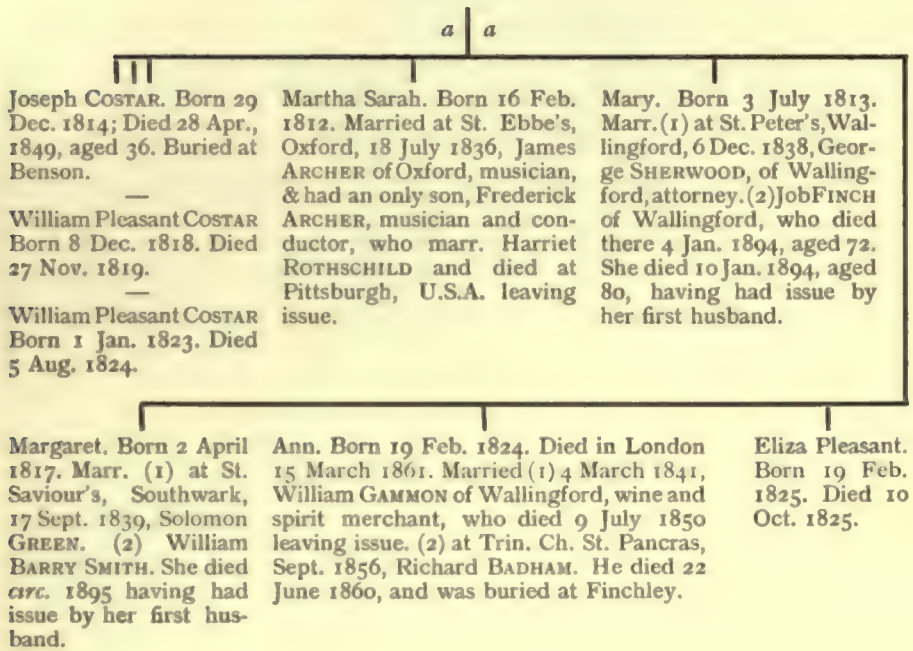 a a
Joseph COSTAR. Born 29
Dec. 1814; Died 28 Apr.,
1849, aged 36. Buried at
Benson.
—
William Pleasant COSTAR
Born 8 Dec. 1818. Died
27 Nov. 1819.
—
William Pleasant COSTAR
Born 1 Jan. 1823. Died
5 Aug. 1824.
Martha Sarah. Born 16 Feb.
1812. Married at St. Ebbe's,
Oxford, 18 July 1836, James
ARCHER of Oxford, musician,
& had an only son, Frederick
ARCHER, musician and con-
ductor, who marr. Harriet
ROTHSCHILD and died at
Pittsburgh, U.S.A. leaving
issue.
Mary. Born 3 July 1813.
Marr. (1) at St. Peter's, Wal-
lingford, 6 Dec. 1838, Geor-
ge SHERWOOD, of Walling-
ford, attorney. (2) Job FINCH
of Wallingford, who died
there 4 Jan. 1894, aged 72.
She died 10 Jan. 1894, aged
80, having had issue by
her first husband.
Margaret. Born 2 April
1817. Marr. (1) at St.
Saviour's, Southwark,
17 Sept. 1839, Solomon
GREEN. (2) William
BARRY SMITH. She died
circ. 1895 having had
issue by her first hus-
band.
Ann. Born 19 Feb. 1824. Died in London
15 March 1861. Married (1) 4 March 1841,
William GAMMON of Wallingford, wine and
spirit merchant, who died 9 July 1850
leaving issue. (2) at Trin. Ch. St. Pancras,
Sept. 1856, Richard BADHAM. He died 22
June 1860, and was buried at Finchley.
Eliza Pleasant.
Born 19 Feb.
1825. Died 10
Oct. 1825.